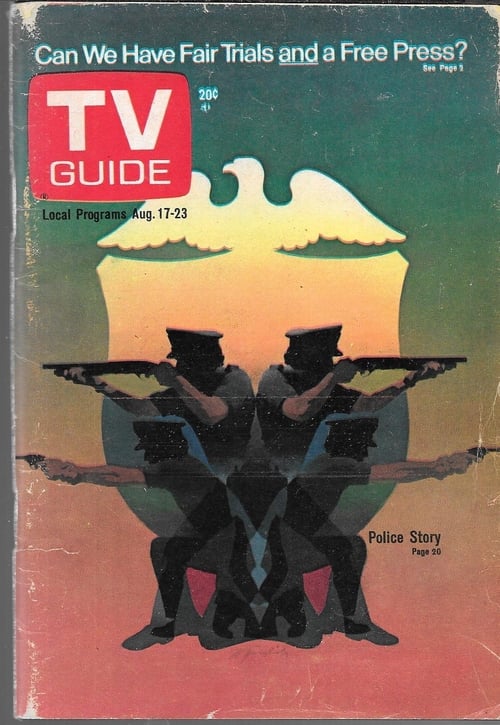 Can We Have Fair Trials and a Free Press?
See Page 2
TV
GUIDE
20¢
Local Programs Aug. 17-23
Police Story
Page 20